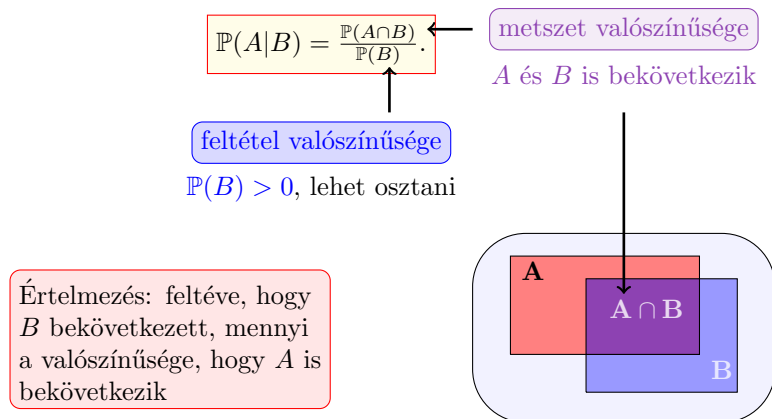 ℙ(A|B) = ℙ(A∩B)/ℙ(B).
metszet valószínűsége
A és B is bekövetkezik
feltétel valószínűsége
ℙ(B) > 0, lehet osztani
Értelmezés: feltéve, hogy
B bekövetkezett, mennyi
a valószínűsége, hogy A is
bekövetkezik
A
A ∩ B
B